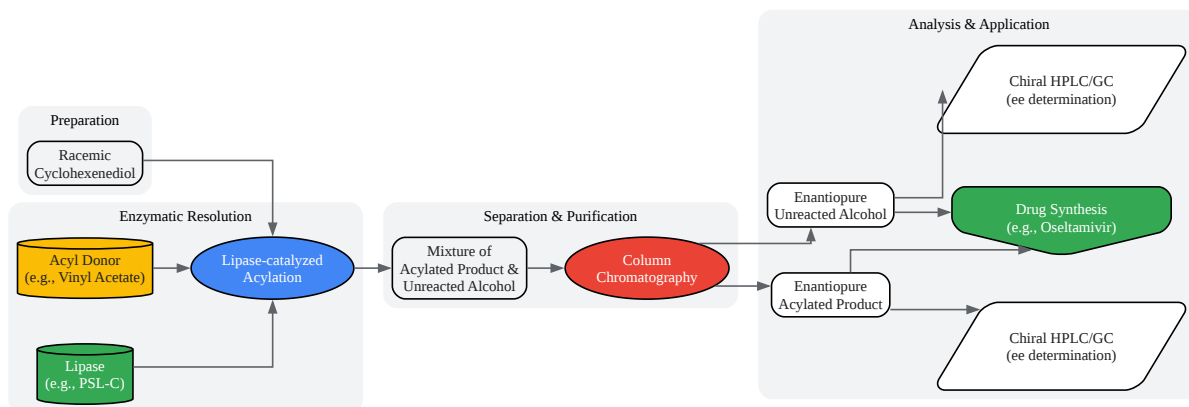 Preparation
Racemic
Cyclohexenediol
Enzymatic Resolution
Acyl Donor
(e.g., Vinyl Acetate)
Lipase-catalyzed
Acylation
Lipase
(e.g., PSL-C)
Separation & Purification
Mixture of
Acylated Product &
Unreacted Alcohol
Column
Chromatography
Analysis & Application
Chiral HPLC/GC
(ee determination)
Enantiopure
Unreacted Alcohol
Drug Synthesis
(e.g., Oseltamivir)
Enantiopure
Acylated Product
Chiral HPLC/GC
(ee determination)